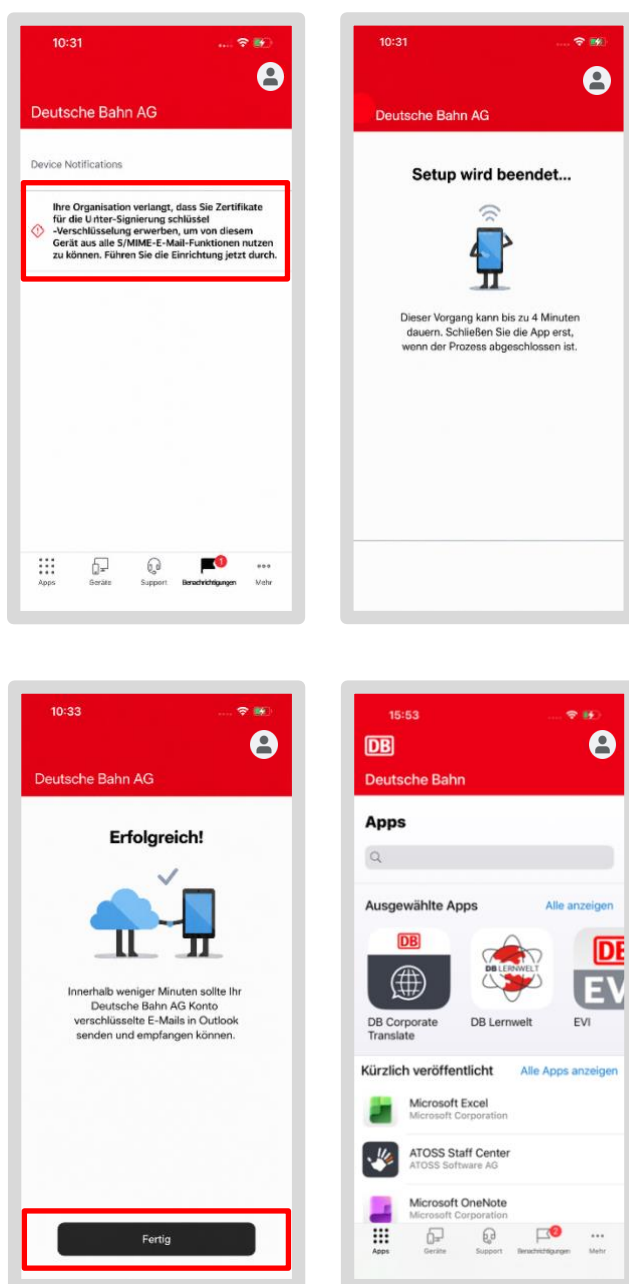 10:31
Deutsche Bahn AG
Device Notifications
Ihre Organisation verlangt, dass Sie Zertifikate
für die Unter-Signierung schlüssel
-Verschlüsselung erwerben, um von diesem
Gerät aus alle S/MIME-E-Mail-Funktionen nutzen
zu können. Führen Sie die Einrichtung jetzt durch.
1
Apps Geräte Support Benachrichtigungen Mehr
10:31
Deutsche Bahn AG
Setup wird beendet...
Dieser Vorgang kann bis zu 4 Minuten
dauern. Schließen Sie die App erst,
wenn der Prozess abgeschlossen ist.
10:33
Deutsche Bahn AG
Erfolgreich!
Innerhalb weniger Minuten sollte Ihr
Deutsche Bahn AG Konto
verschlüsselte E-Mails in Outlook
senden und empfangen können.
Fertig
15:53
DB
Deutsche Bahn
Apps
Ausgewählte Apps Alle anzeigen
DB
DB LERNWELT
DB
EV
DB Corporate
Translate
DB Lernwelt
EVI
Kürzlich veröffentlicht Alle Apps anzeigen
Microsoft Excel
Microsoft Corporation
ATOSS Staff Center
ATOSS Software AG
Microsoft OneNote
Microsoft Corporation
2
Apps Geräte Support Benachrichtigungen Mehr